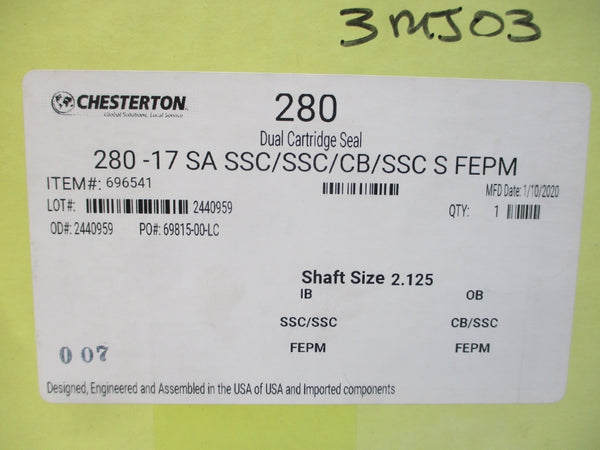 3MJ03
CHESTERTON
Global Solutions, Local Service
280
Dual Cartridge Seal
280 -17 SA SSC/SSC/CB/SSC S FEPM
ITEM#: 696541
MFD Date: 1/10/2020
LOT#: 2440959
QTY: 1
OD#: 2440959 PO#: 69815-00-LC
Shaft Size 2.125
IB OB
SSC/SSC CB/SSC
FEPM FEPM
007
Designed, Engineered and Assembled in the USA of USA and Imported components